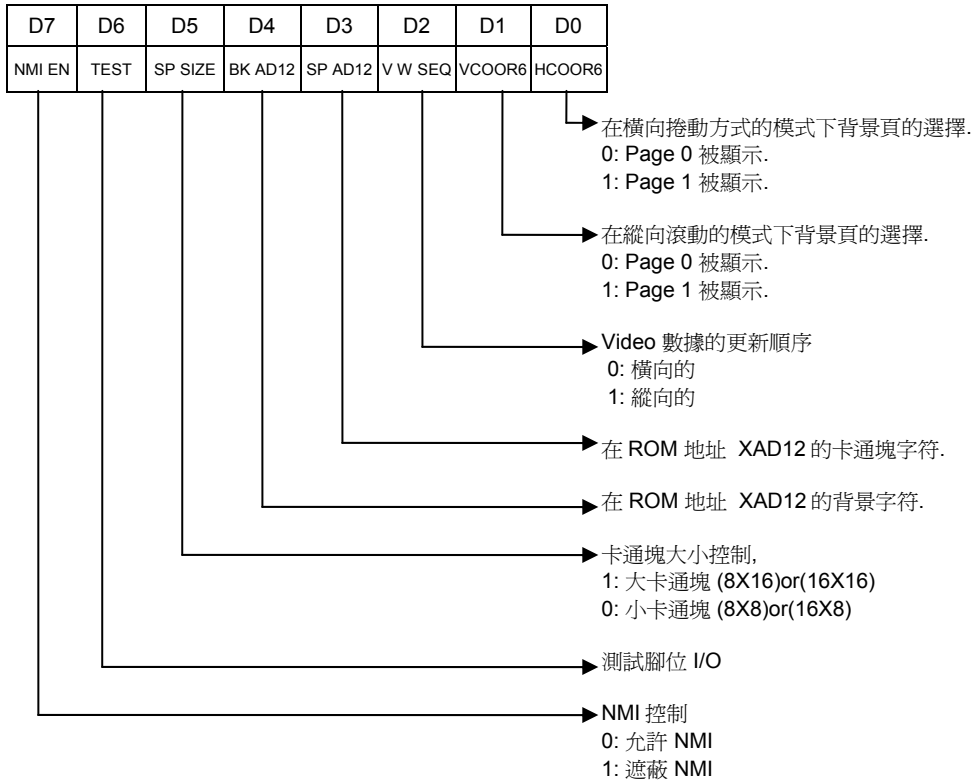 D7 D6 D5 D4 D3 D2 D1 D0
NMI EN TEST SP SIZE BK AD12 SP AD12 V W SEQ VCOOR6 HCOOR6
在橫向捲動方式的模式下背景頁的選擇.
0: Page 0 被顯示.
1: Page 1 被顯示.
在縱向滾動的模式下背景頁的選擇.
0: Page 0 被顯示.
1: Page 1 被顯示.
Video 數據的更新順序
0: 橫向的
1: 縱向的
在 ROM 地址 XAD12 的卡通塊字符.
在 ROM 地址 XAD12 的背景字符.
卡通塊大小控制,
1: 大卡通塊 (8X16)or(16X16)
0: 小卡通塊 (8X8)or(16X8)
測試腳位 I/O
NMI 控制
0: 允許 NMI
1: 遮蔽 NMI